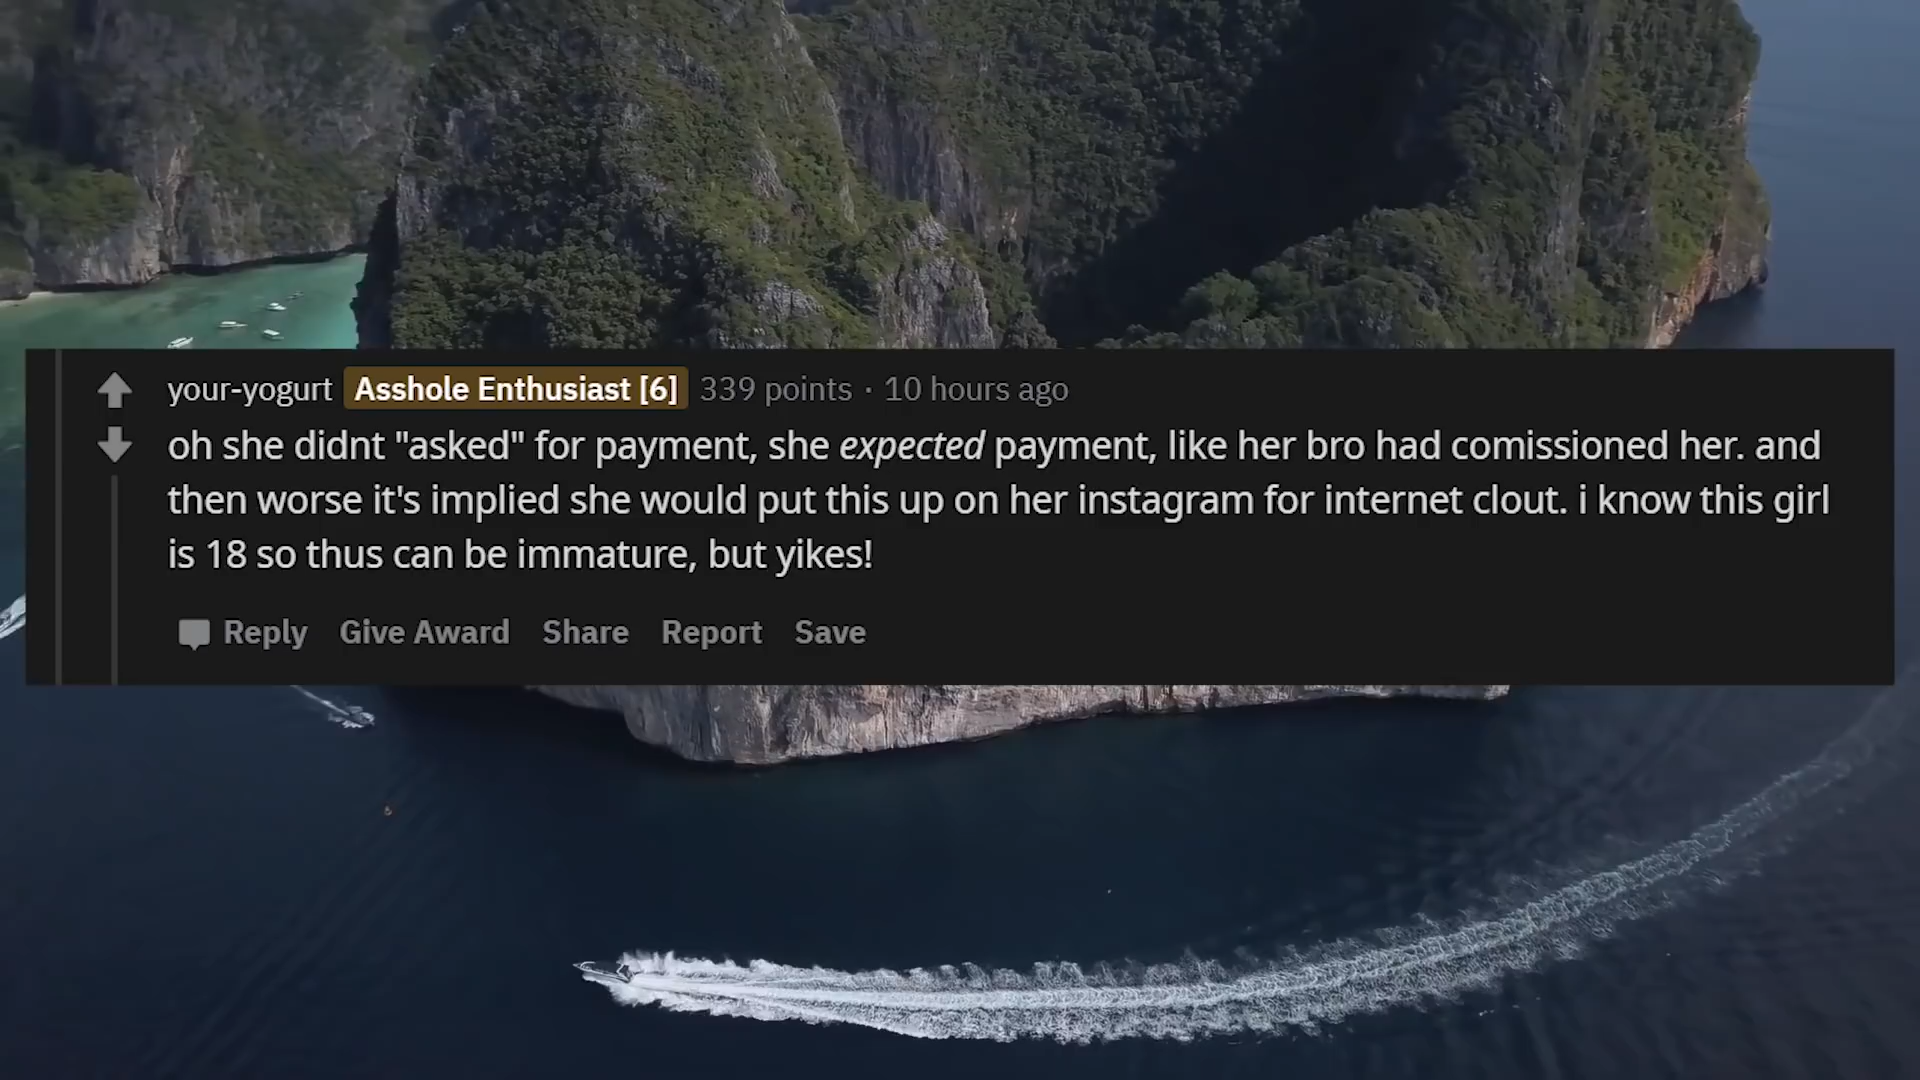 your-yogurt Asshole Enthusiast [6] 339 points · 10 hours ago
oh she didnt "asked" for payment, she expected payment, like her bro had comissioned her. and
then worse it's implied she would put this up on her instagram for internet clout. i know this girl
is 18 so thus can be immature, but yikes!
Reply Give Award Share Report Save